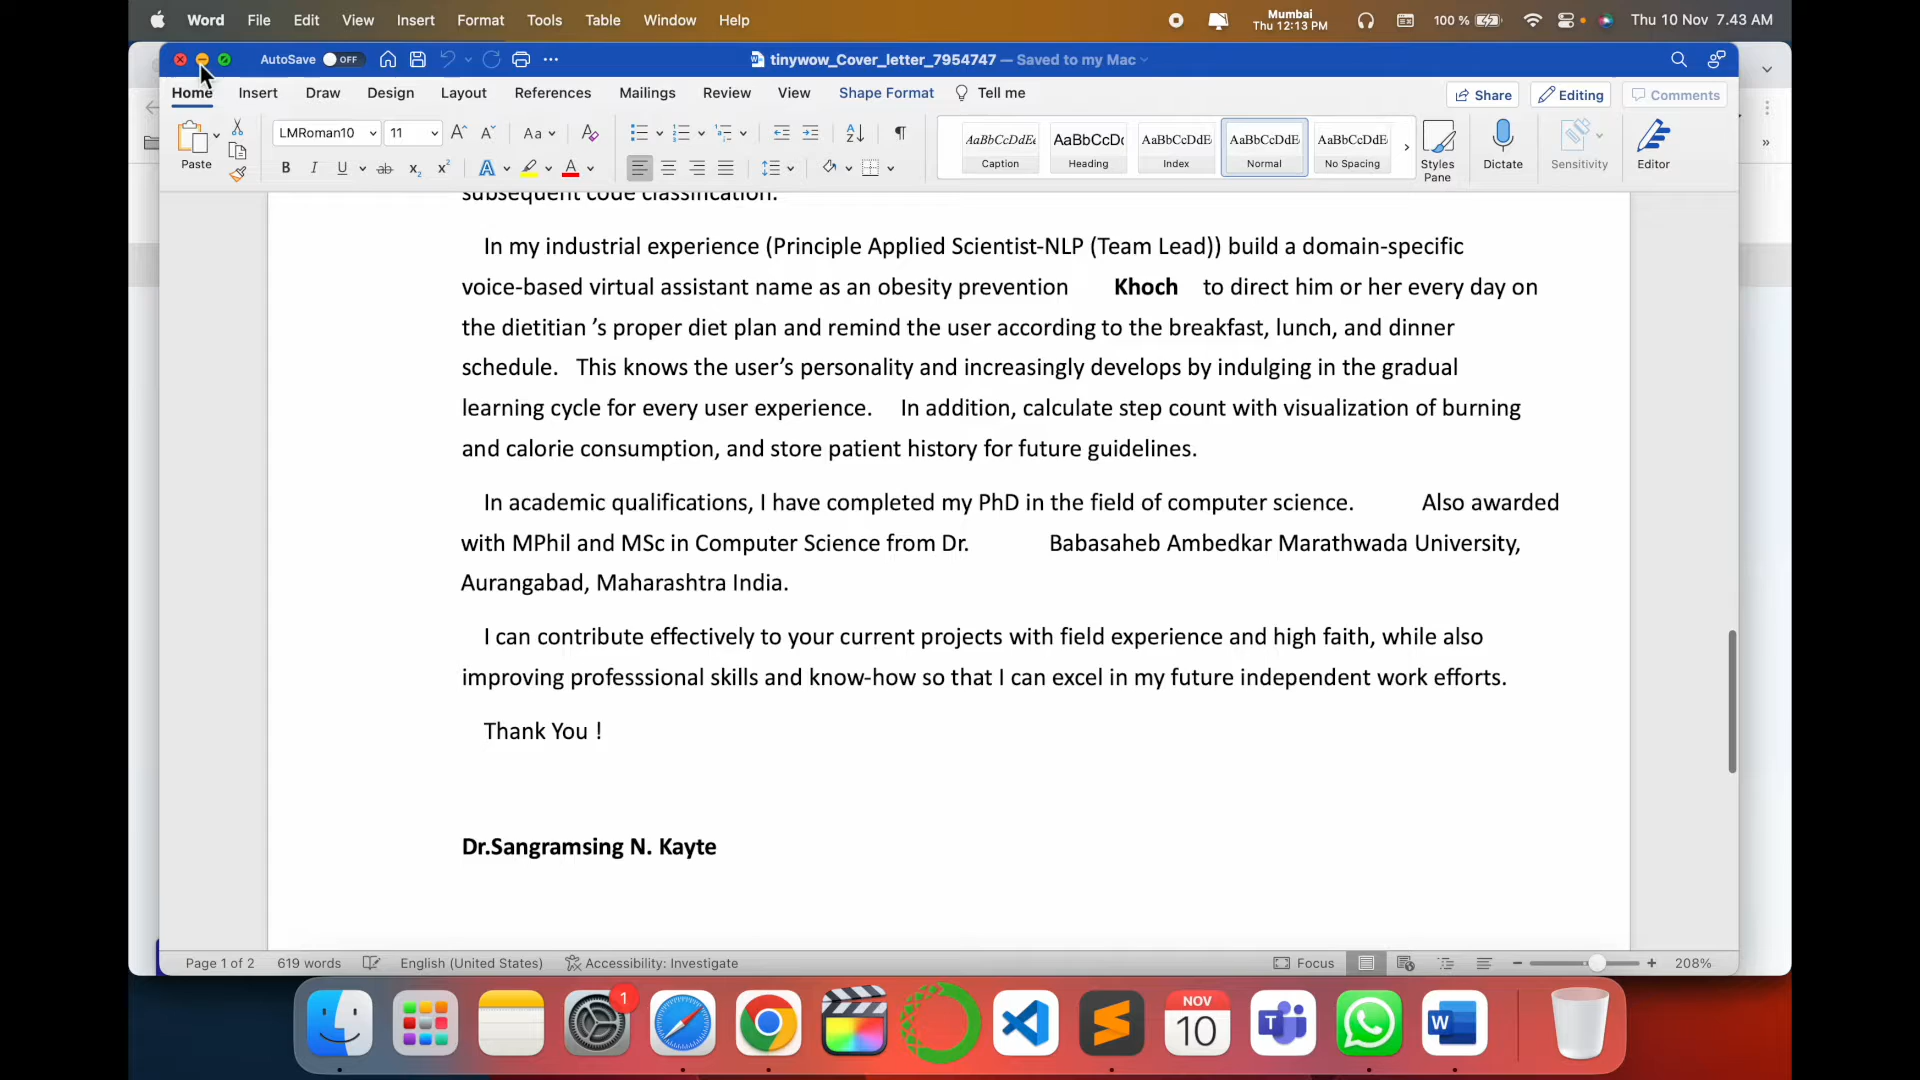 Word File Edit View Insert Format Tools Table Window Help
Mumbai
Thu 12:13 PM
100 % Thu 10 Nov 7.43 AM
AutoSave OFF tinywow_Cover_letter_7954747 — Saved to my Mac
Home Insert Draw Design Layout References Mailings Review View Shape Format Tell me Share Editing Comments
Paste LMRoman10 11 Aa
B I U ab x2 x2 A A
AaBbCcDdEe AaBbCcDc AaBbCcDdE AaBbCcDdE AaBbCcDdE
Caption Heading Index Normal No Spacing
Styles Pane Dictate Sensitivity Editor
subsequent code classification.
In my industrial experience (Principle Applied Scientist-NLP (Team Lead)) build a domain-specific
voice-based virtual assistant name as an obesity prevention Khoch to direct him or her every day on
the dietitian ’s proper diet plan and remind the user according to the breakfast, lunch, and dinner
schedule. This knows the user’s personality and increasingly develops by indulging in the gradual
learning cycle for every user experience. In addition, calculate step count with visualization of burning
and calorie consumption, and store patient history for future guidelines.
In academic qualifications, I have completed my PhD in the field of computer science. Also awarded
with MPhil and MSc in Computer Science from Dr. Babasaheb Ambedkar Marathwada University,
Aurangabad, Maharashtra India.
I can contribute effectively to your current projects with field experience and high faith, while also
improving professsional skills and know-how so that I can excel in my future independent work efforts.
Thank You !
Dr.Sangramsing N. Kayte
Page 1 of 2 619 words English (United States) Accessibility: Investigate Focus 208%
1
NOV
10
T
W